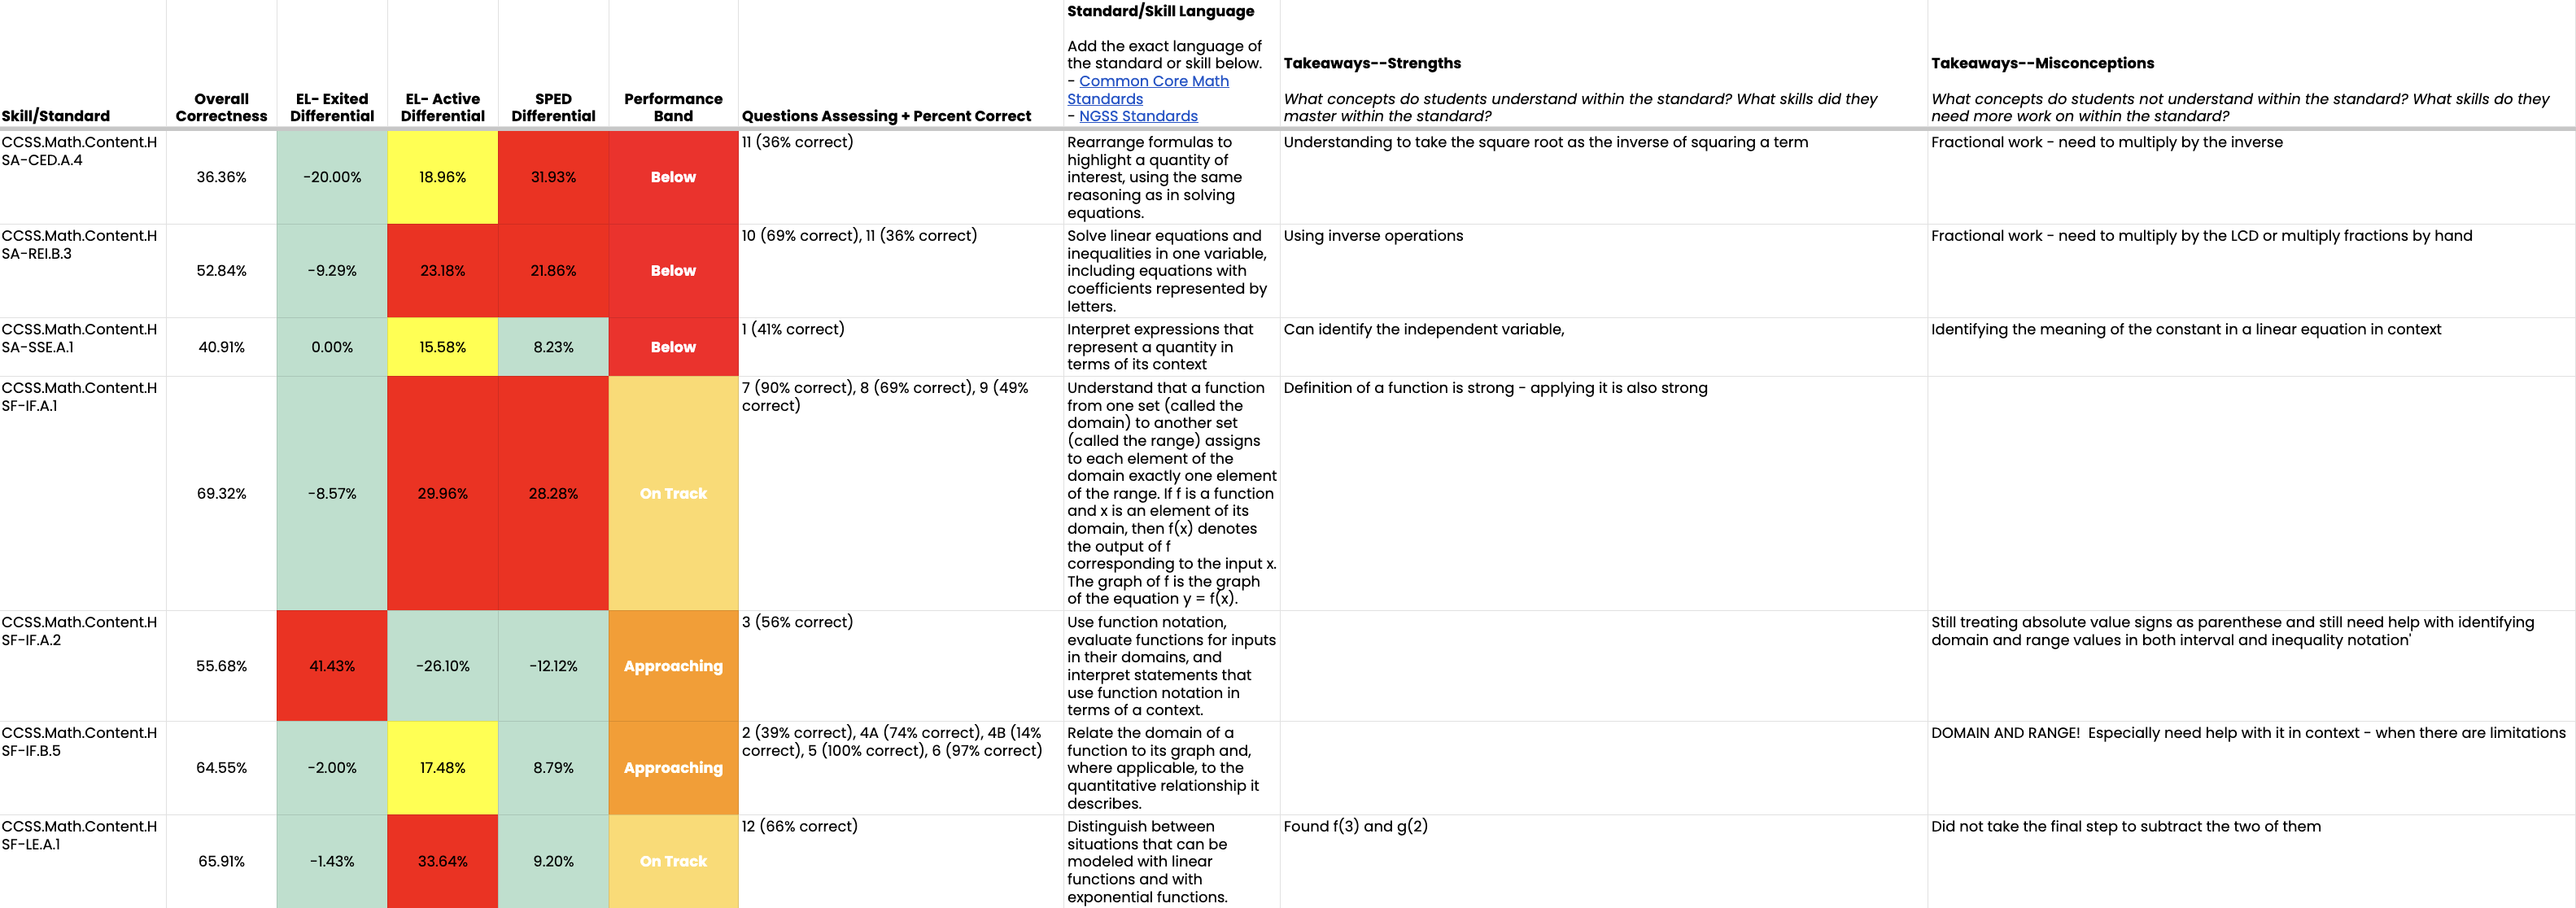 Skill/Standard
Overall
Correctness
EL- Exited
Differential
EL- Active
Differential
SPED
Differential
Performance
Band
Questions Assessing + Percent Correct
Standard/Skill Language
Add the exact language of
the standard or skill below.
- Common Core Math
Standards
- NGSS Standards
Takeaways--Strengths
What concepts do students understand within the standard? What skills did they
master within the standard?
Takeaways--Misconceptions
What concepts do students not understand within the standard? What skills do they
need more work on within the standard?
CCSS.Math.Content.H
SA-CED.A.4
36.36%
-20.00%
18.96%
31.93%
Below
11 (36% correct)
Rearrange formulas to
highlight a quantity of
interest, using the same
reasoning as in solving
equations.
Understanding to take the square root as the inverse of squaring a term
Fractional work - need to multiply by the inverse
CCSS.Math.Content.H
SA-REI.B.3
52.84%
-9.29%
23.18%
21.86%
Below
10 (69% correct), 11 (36% correct)
Solve linear equations and
inequalities in one variable,
including equations with
coefficients represented by
letters.
Using inverse operations
Fractional work - need to multiply by the LCD or multiply fractions by hand
CCSS.Math.Content.H
SA-SSE.A.1
40.91%
0.00%
15.58%
8.23%
Below
1 (41% correct)
Interpret expressions that
represent a quantity in
terms of its context
Can identify the independent variable,
Identifying the meaning of the constant in a linear equation in context
CCSS.Math.Content.H
SF-IF.A.1
69.32%
-8.57%
29.96%
28.28%
On Track
7 (90% correct), 8 (69% correct), 9 (49%
correct)
Understand that a function
from one set (called the
domain) to another set
(called the range) assigns
to each element of the
domain exactly one element
of the range. If f is a function
and x is an element of its
domain, then f(x) denotes
the output of f
corresponding to the input x.
The graph of f is the graph
of the equation y = f(x).
Definition of a function is strong - applying it is also strong
CCSS.Math.Content.H
SF-IF.A.2
55.68%
41.43%
-26.10%
-12.12%
Approaching
3 (56% correct)
Use function notation,
evaluate functions for inputs
in their domains, and
interpret statements that
use function notation in
terms of a context.
Still treating absolute value signs as parenthese and still need help with identifying
domain and range values in both interval and inequality notation'
CCSS.Math.Content.H
SF-IF.B.5
64.55%
-2.00%
17.48%
8.79%
Approaching
2 (39% correct), 4A (74% correct), 4B (14%
correct), 5 (100% correct), 6 (97% correct)
Relate the domain of a
function to its graph and,
where applicable, to the
quantitative relationship it
describes.
DOMAIN AND RANGE!  Especially need help with it in context - when there are limitations
CCSS.Math.Content.H
SF-LE.A.1
65.91%
-1.43%
33.64%
9.20%
On Track
12 (66% correct)
Distinguish between
situations that can be
modeled with linear
functions and with
exponential functions.
Found f(3) and g(2)
Did not take the final step to subtract the two of them